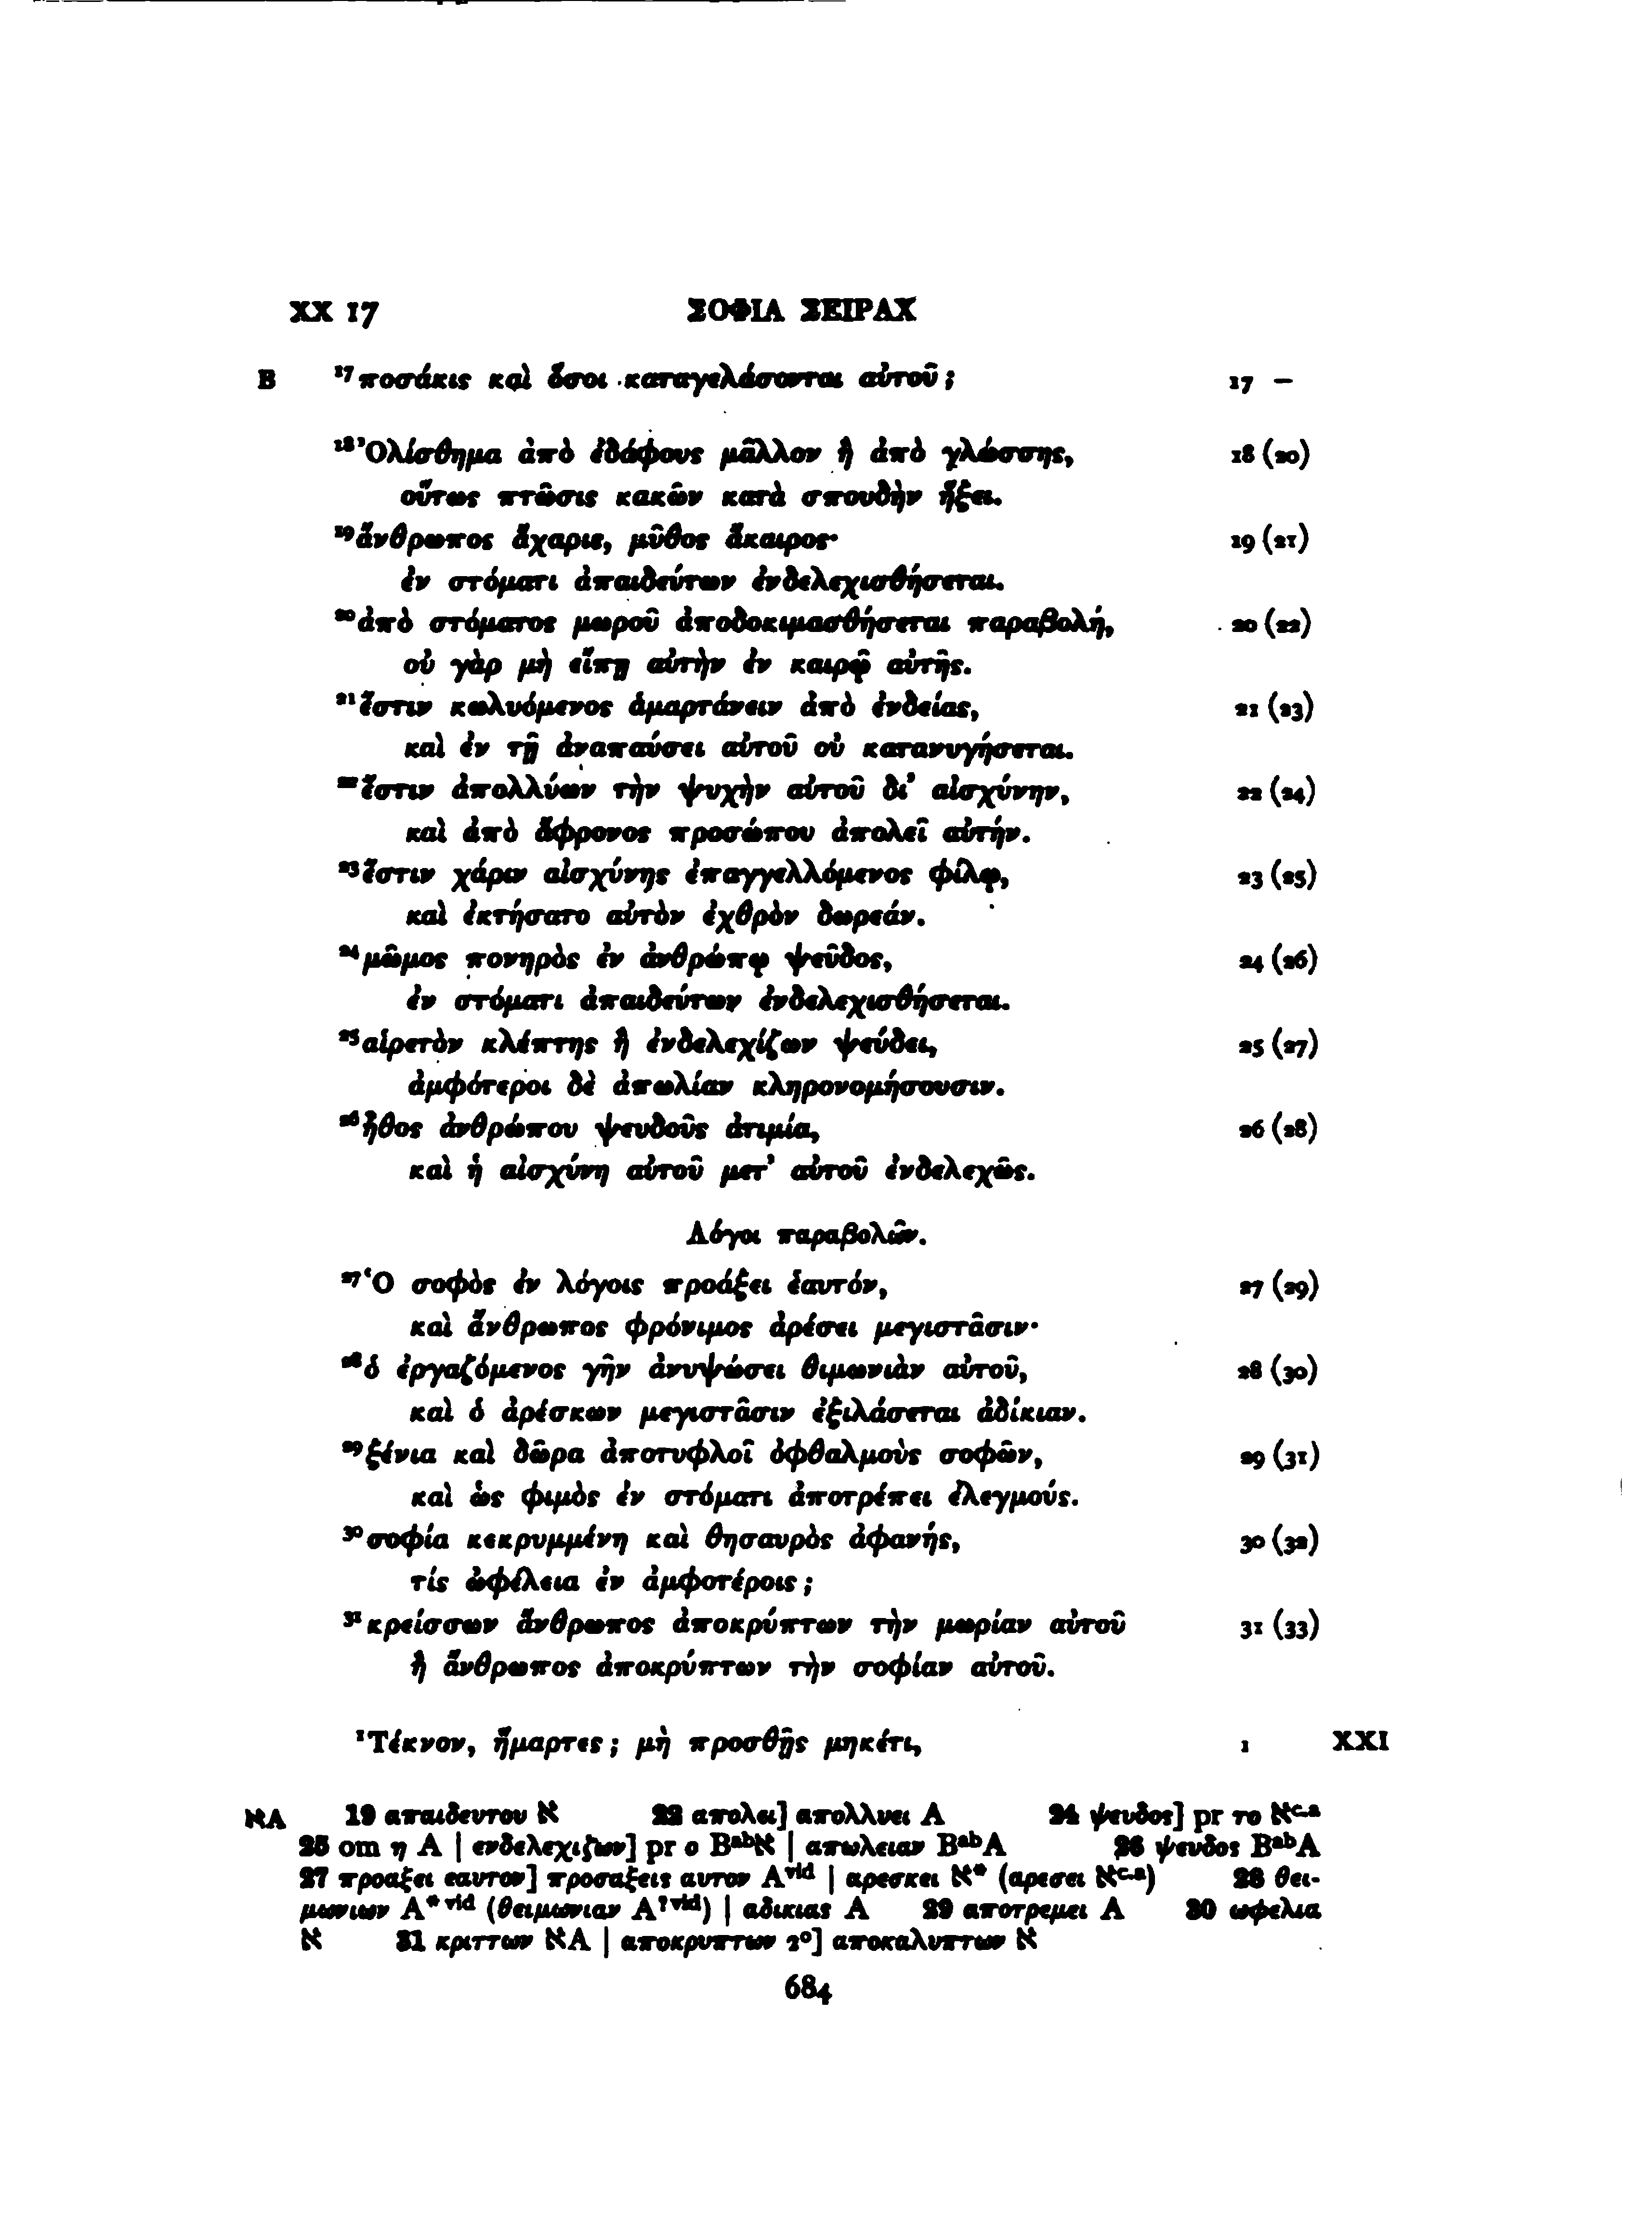 XX 17 ΣΟΦΙΑ ΣΕΙΡΑΧ
B ¹⁷ποσάκις καὶ ὅσοι καταγελάσονται αὐτοῦ; 17 —
¹⁸Ὀλίσθημα ἀπὸ ἐδάφους μᾶλλον ἢ ἀπὸ γλώσσης, 18 (20)
οὕτως πτῶσις κακῶν κατὰ σπουδὴν ἥξει.
¹⁹ἄνθρωπος ἄχαρις, μῦθος ἄκαιρος· 19 (21)
ἐν στόματι ἀπαιδεύτων ἐνδελεχισθήσεται.
²⁰ἀπὸ στόματος μωροῦ ἀποδοκιμασθήσεται παραβολή, 20 (22)
οὐ γὰρ μὴ εἴπῃ αὐτὴν ἐν καιρῷ αὐτῆς.
²¹ἔστιν κωλυόμενος ἁμαρτάνειν ἀπὸ ἐνδείας, 21 (23)
καὶ ἐν τῇ ἀναπαύσει αὐτοῦ οὐ κατανυγήσεται.
²²ἔστιν ἀπολλύων τὴν ψυχὴν αὐτοῦ δι’ αἰσχύνην, 22 (24)
καὶ ἀπὸ ἄφρονος προσώπου ἀπολεῖ αὐτήν.
²³ἔστιν χάριν αἰσχύνης ἐπαγγελλόμενος φίλῳ, 23 (25)
καὶ ἐκτήσατο αὐτὸν ἐχθρὸν δωρεάν.
²⁴μῶμος πονηρὸς ἐν ἀνθρώπῳ ψεῦδος, 24 (26)
ἐν στόματι ἀπαιδεύτων ἐνδελεχισθήσεται.
²⁵αἱρετὸν κλέπτης ἢ ἐνδελεχίζων ψεύδει, 25 (27)
ἀμφότεροι δὲ ἀπωλίαν κληρονομήσουσιν.
²⁶ἦθος ἀνθρώπου ψευδοῦς ἀτιμία, 26 (28)
καὶ ἡ αἰσχύνη αὐτοῦ μετ’ αὐτοῦ ἐνδελεχῶς.
Λόγοι παραβολῶν.
²⁷Ὁ σοφὸς ἐν λόγοις προάξει ἑαυτόν, 27 (29)
καὶ ἄνθρωπος φρόνιμος ἀρέσει μεγιστᾶσιν·
²⁸ὁ ἐργαζόμενος γῆν ἀνυψώσει θιμωνιὰν αὐτοῦ, 28 (30)
καὶ ὁ ἀρέσκων μεγιστᾶσιν ἐξιλάσεται ἀδίκιαν.
²⁹ξένια καὶ δῶρα ἀποτυφλοῖ ὀφθαλμοὺς σοφῶν, 29 (31)
καὶ ὡς φιμὸς ἐν στόματι ἀποτρέπει ἐλεγμούς.
³⁰σοφία κεκρυμμένη καὶ θησαυρὸς ἀφανής, 30 (32)
τίς ὠφέλεια ἐν ἀμφοτέροις;
³¹κρείσσων ἄνθρωπος ἀποκρύπτων τὴν μωρίαν αὐτοῦ 31 (33)
ἢ ἄνθρωπος ἀποκρύπτων τὴν σοφίαν αὐτοῦ.
¹Τέκνον, ἥμαρτες; μὴ προσθῇς μηκέτι, 1 XXI
אA 19 απαιδευτου א 22 απολει] απολλυει A 24 ψευδος] pr το אᶜ·ᵃ
25 om η A | ενδελεχιζων] pr ο Bᵃᵇא | απωλειαν BᵃᵇA 26 ψευδος BᵃᵇA
27 προαξει εαυτον] προσαξεις αυτον Aᵛⁱᵈ | αρεσκει א* (αρεσει אᶜ·ᵃ) 28 θει-
μωνιων A*ᵛⁱᵈ (θειμωνιαν A?ᵛⁱᵈ) | αδικιας A 29 αποτρεμει A 30 ωφελια
א 31 κριττων אA | αποκρυπτων 2°] αποκαλυπτων א
684